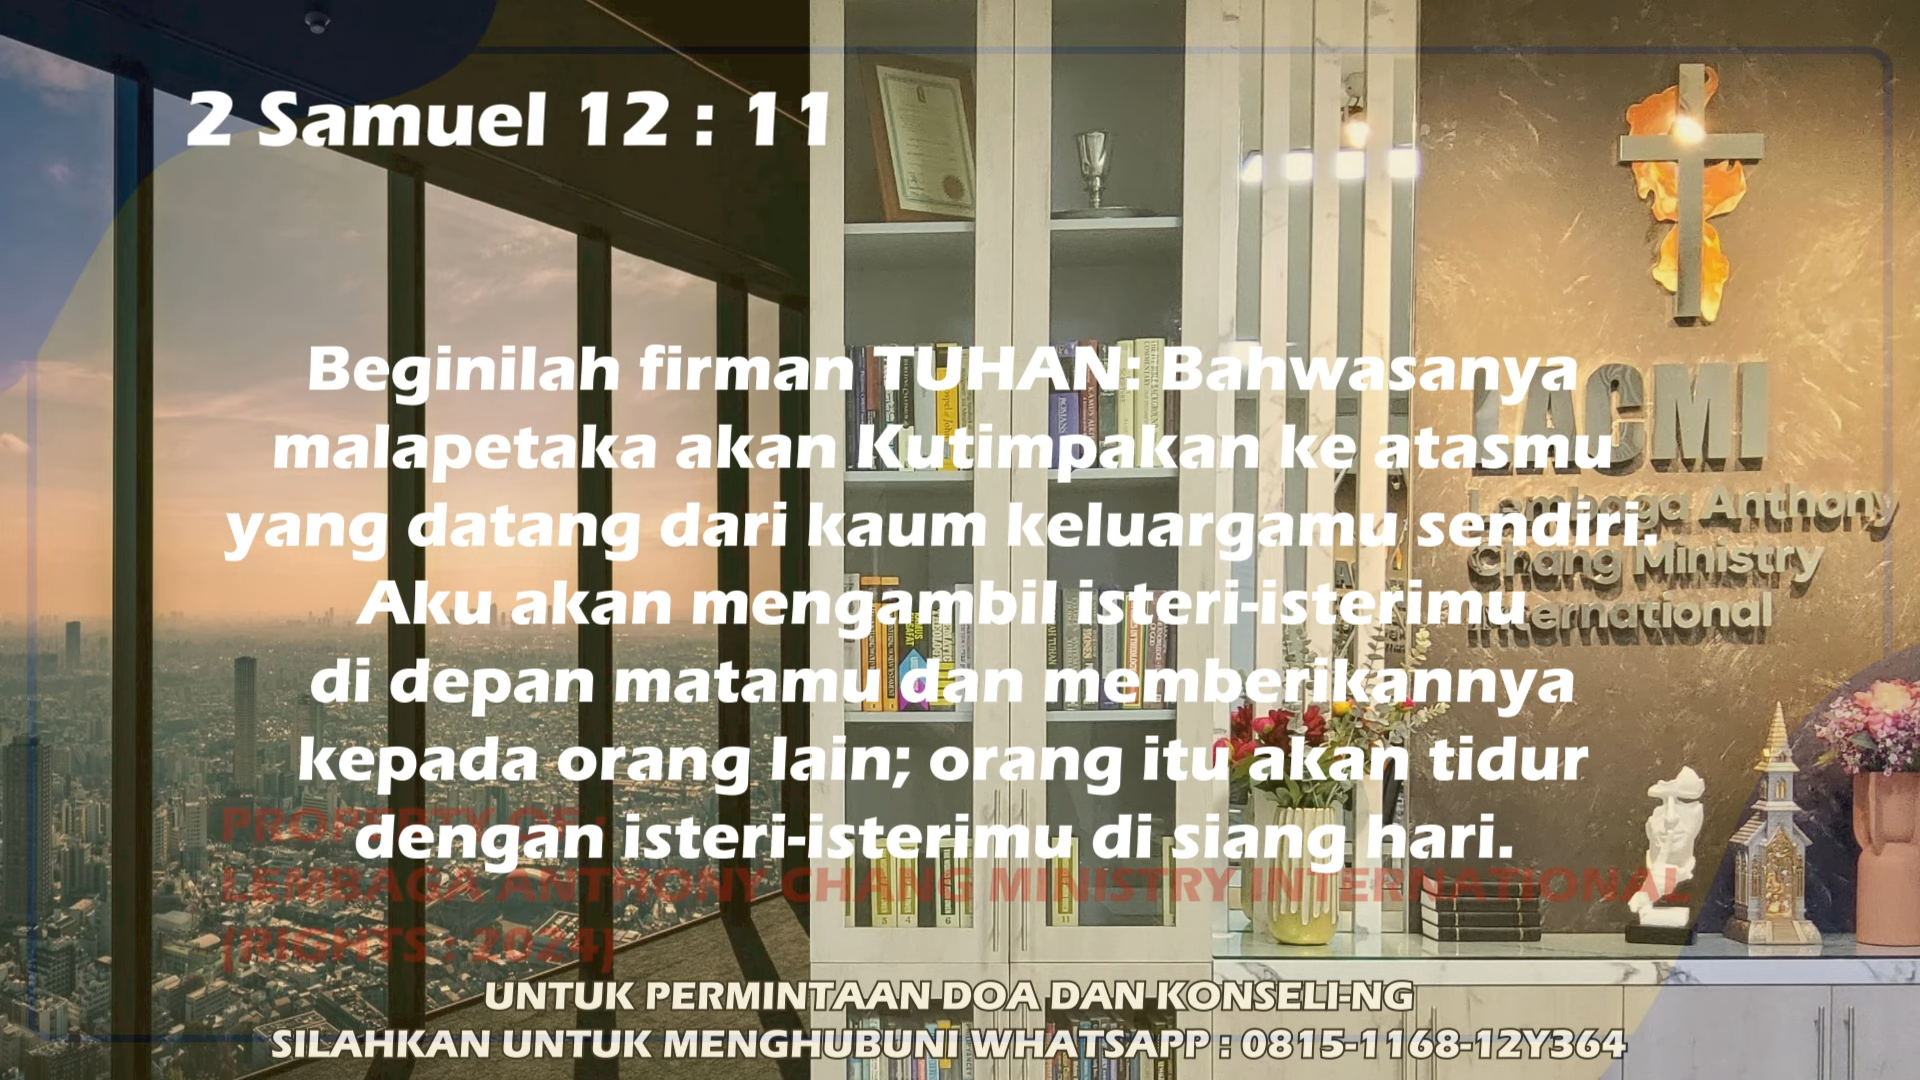 2 Samuel 12 : 11
Beginilah firman TUHAN: Bahwasanya
malapetaka akan Kutimpakan ke atasmu
yang datang dari kaum keluargamu sendiri.
Aku akan mengambil isteri-isterimu
di depan matamu dan memberikannya
kepada orang lain; orang itu akan tidur
dengan isteri-isterimu di siang hari.
LACMI
Lembaga Anthony
Chang Ministry
International
PROPERTY OF :
LEMBAGA ANTHONY CHANG MINISTRY INTERNATIONAL
(RIGHTS : 2024)
UNTUK PERMINTAAN DOA DAN KONSELI-NG
SILAHKAN UNTUK MENGHUBUNI WHATSAPP : 0815-1168-12Y364